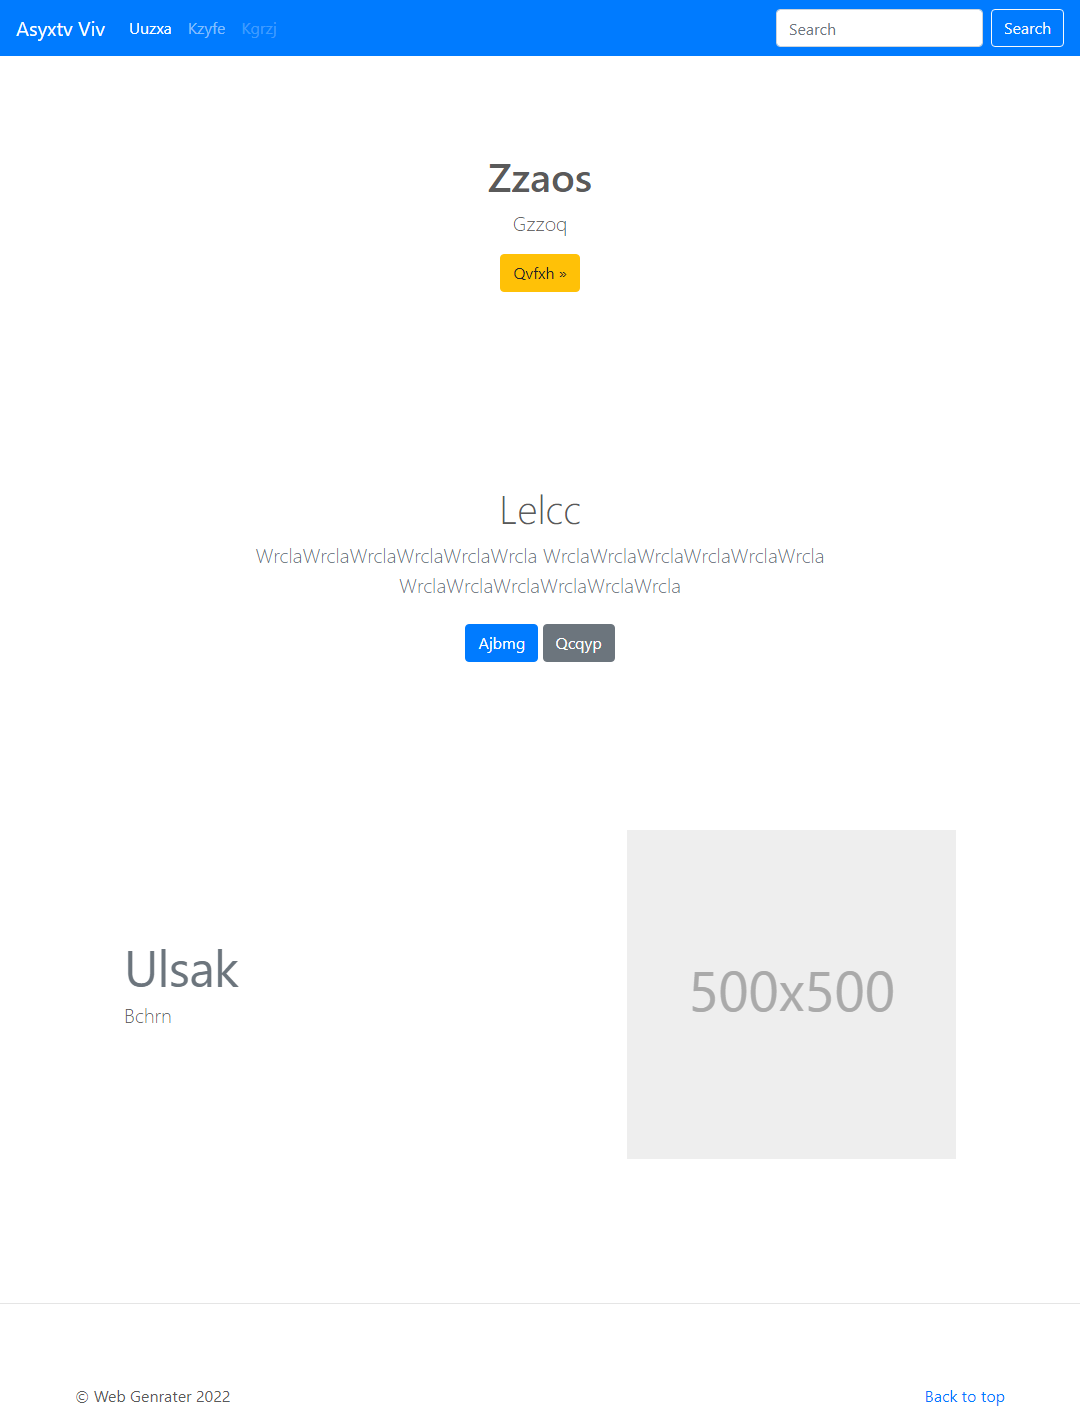 Asyxtv Viv Uuzxa Kzyfe Kgrzj Search Search
Zzaos
Gzzoq
Qvfxh »
Lelcc
WrclaWrclaWrclaWrclaWrclaWrcla WrclaWrclaWrclaWrclaWrclaWrcla
WrclaWrclaWrclaWrclaWrclaWrcla
Ajbmg Qcqyp
Ulsak
Bchrn
500x500
© Web Genrater 2022 Back to top